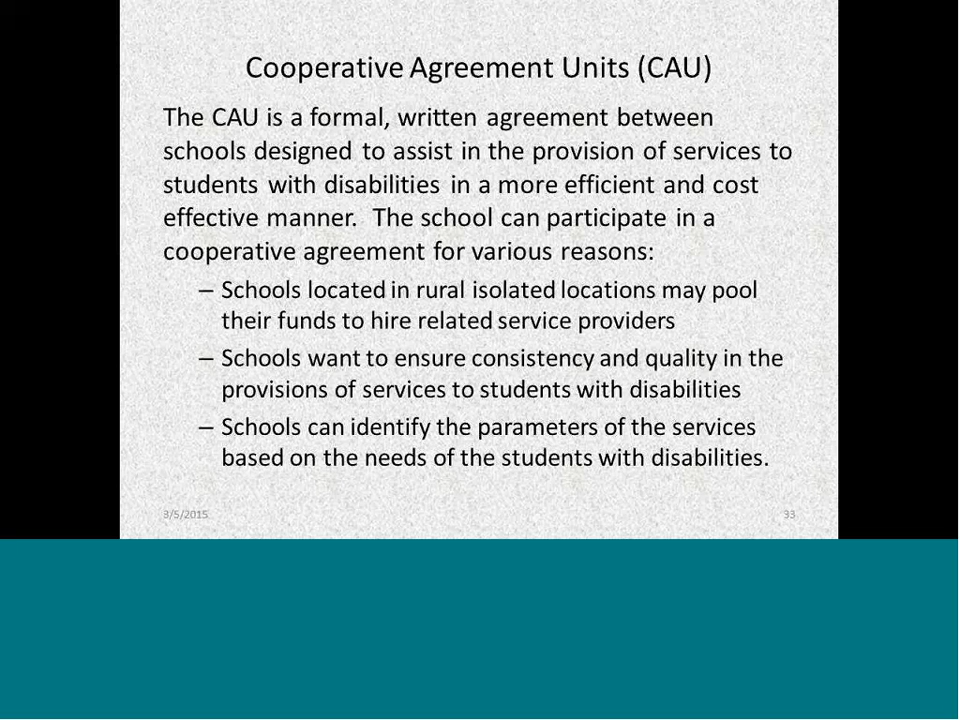 Cooperative Agreement Units (CAU)
The CAU is a formal, written agreement between
schools designed to assist in the provision of services to
students with disabilities in a more efficient and cost
effective manner. The school can participate in a
cooperative agreement for various reasons:
– Schools located in rural isolated locations may pool
their funds to hire related service providers
– Schools want to ensure consistency and quality in the
provisions of services to students with disabilities
– Schools can identify the parameters of the services
based on the needs of the students with disabilities.
3/5/2015 33